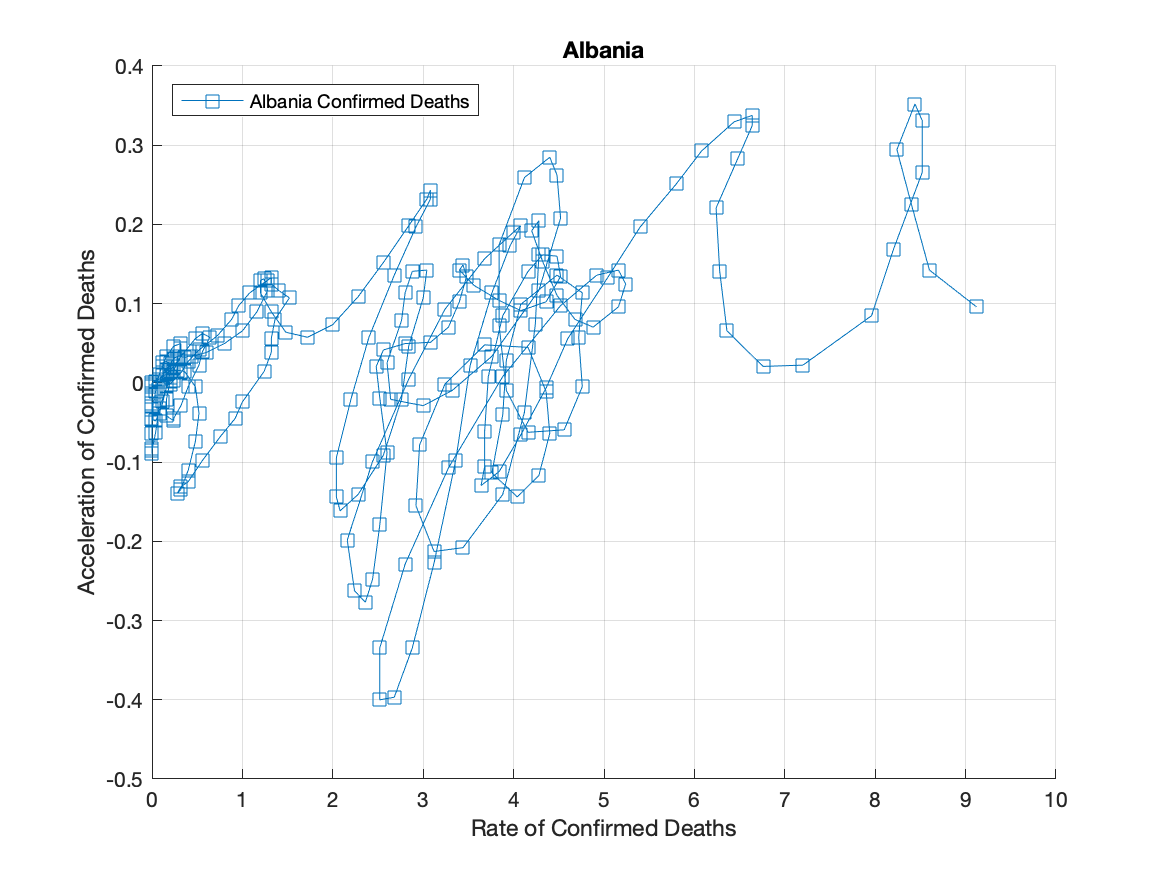 Albania
Albania Confirmed Deaths
0.4
0.3
0.2
0.1
0
-0.1
-0.2
-0.3
-0.4
-0.5
Acceleration of Confirmed Deaths
0 1 2 3 4 5 6 7 8 9 10
Rate of Confirmed Deaths